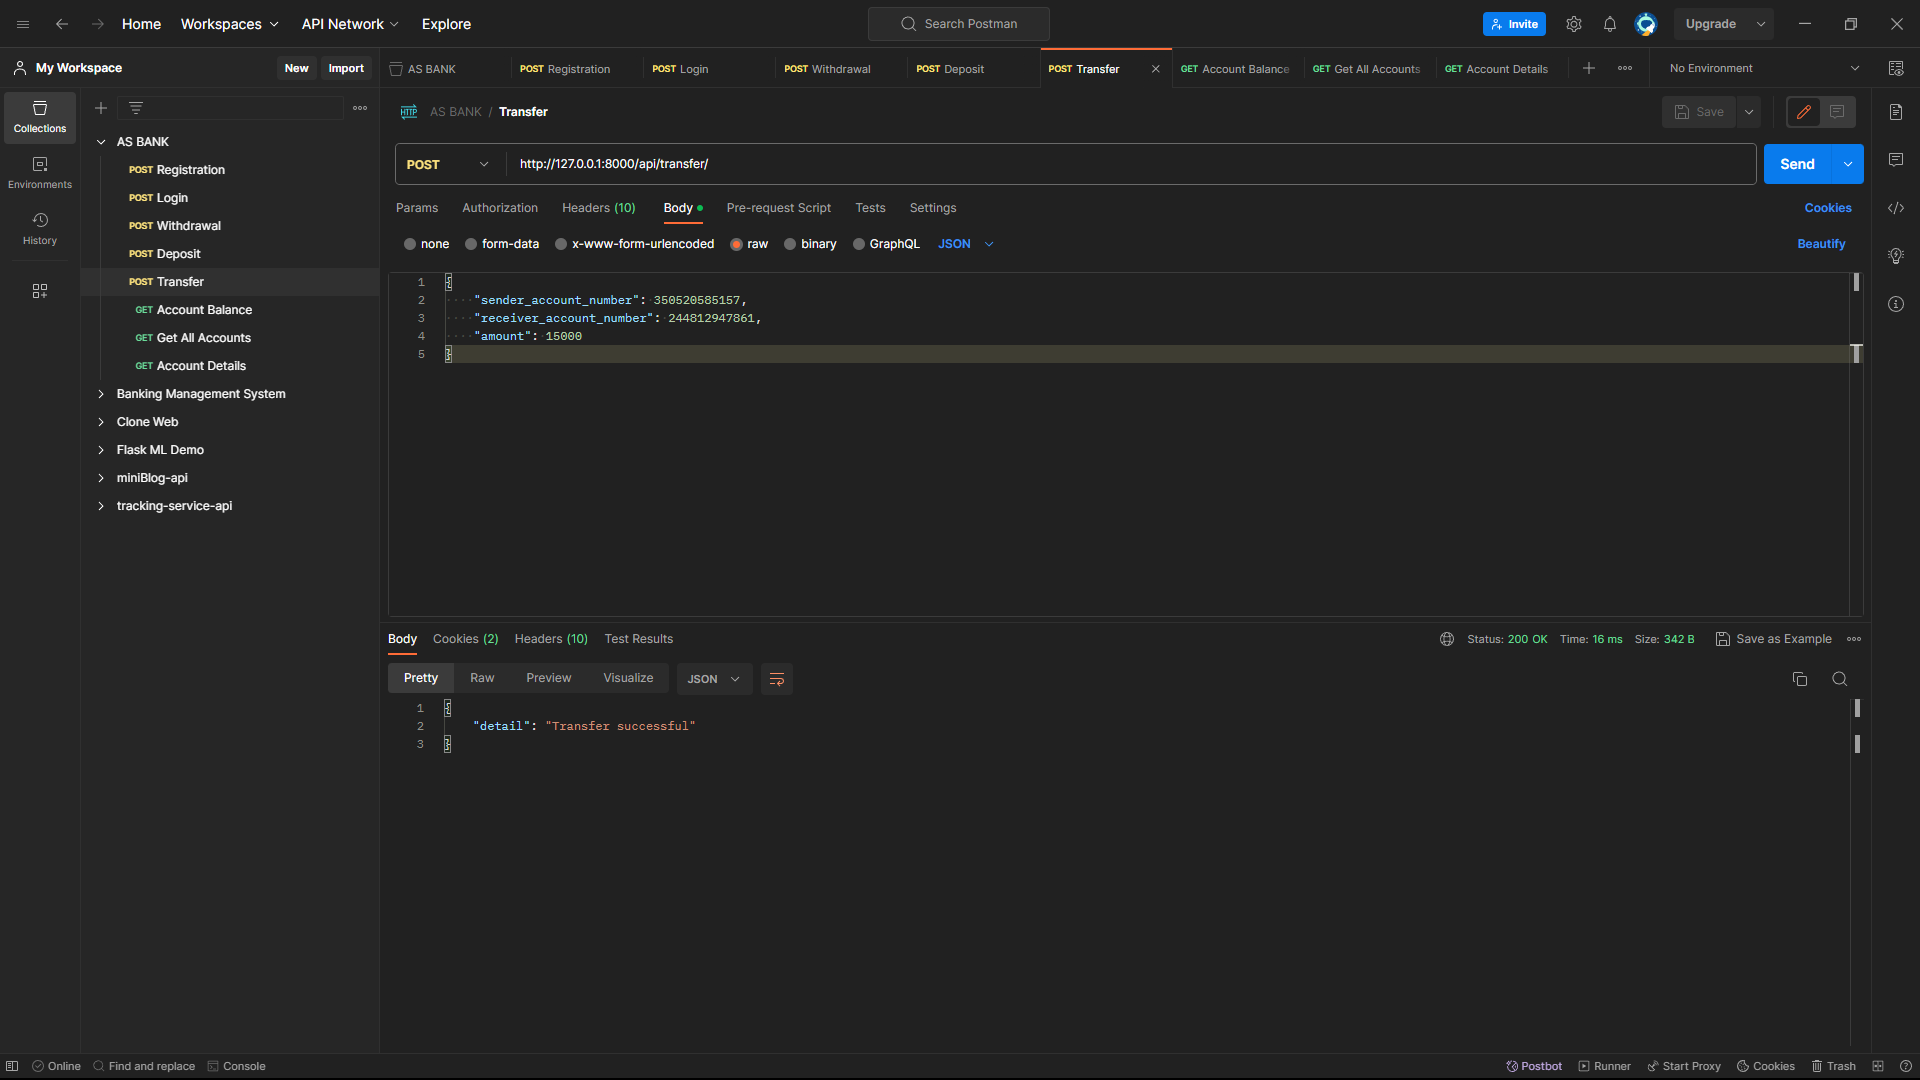 Home Workspaces API Network Explore Search Postman Invite Upgrade
My Workspace New Import AS BANK POST Registration POST Login POST Withdrawal POST Deposit POST Transfer GET Account Balance GET Get All Accounts GET Account Details No Environment
Collections
Environments
History
AS BANK
POST Registration
POST Login
POST Withdrawal
POST Deposit
POST Transfer
GET Account Balance
GET Get All Accounts
GET Account Details
Banking Management System
Clone Web
Flask ML Demo
miniBlog-api
tracking-service-api
HTTP AS BANK / Transfer Save
POST http://127.0.0.1:8000/api/transfer/ Send
Params Authorization Headers (10) Body Pre-request Script Tests Settings Cookies
none form-data x-www-form-urlencoded raw binary GraphQL JSON Beautify
1 {
2 ····"sender_account_number":·350520585157,
3 ····"receiver_account_number":·244812947861,
4 ····"amount":·15000
5 }
Body Cookies (2) Headers (10) Test Results Status: 200 OK Time: 16 ms Size: 342 B Save as Example
Pretty Raw Preview Visualize JSON
1 {
2 "detail": "Transfer successful"
3 }
Online Find and replace Console Postbot Runner Start Proxy Cookies Trash